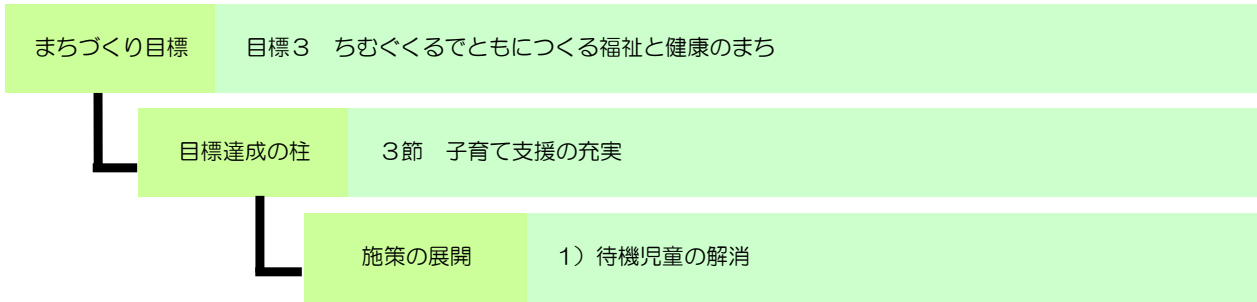 まちづくり目標 目標３ ちむぐくるでともにつくる福祉と健康のまち
目標達成の柱 ３節 子育て支援の充実
施策の展開 1）待機児童の解消